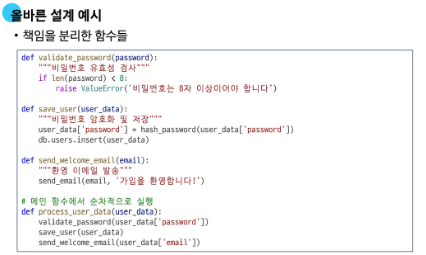 올바른 설계 예시
• 책임을 분리한 함수들
def validate_password(password):
    """비밀번호 유효성 검사"""
    if len(password) < 8:
        raise ValueError('비밀번호는 8자 이상이어야 합니다')
def save_user(user_data):
    """비밀번호 암호화 및 저장"""
    user_data['password'] = hash_password(user_data['password'])
    db.users.insert(user_data)
def send_welcome_email(email):
    """환영 이메일 발송"""
    send_email(email, '가입을 환영합니다!')
# 메인 함수에서 순차적으로 실행
def process_user_data(user_data):
    validate_password(user_data['password'])
    save_user(user_data)
    send_welcome_email(user_data['email'])